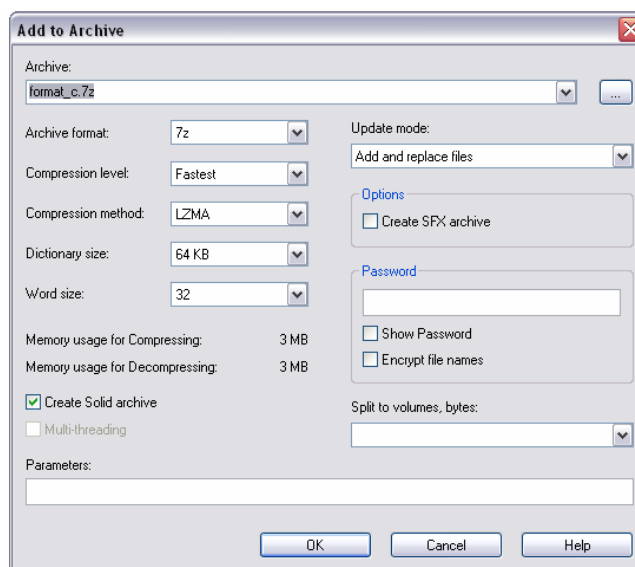 Add to Archive
Archive:
format_c.7z
...
Archive format:
7z
Compression level:
Fastest
Compression method:
LZMA
Dictionary size:
64 KB
Word size:
32
Memory usage for Compressing:
3 MB
Memory usage for Decompressing:
3 MB
Create Solid archive
Multi-threading
Update mode:
Add and replace files
Options
Create SFX archive
Password
Show Password
Encrypt file names
Split to volumes, bytes:
Parameters:
OK
Cancel
Help